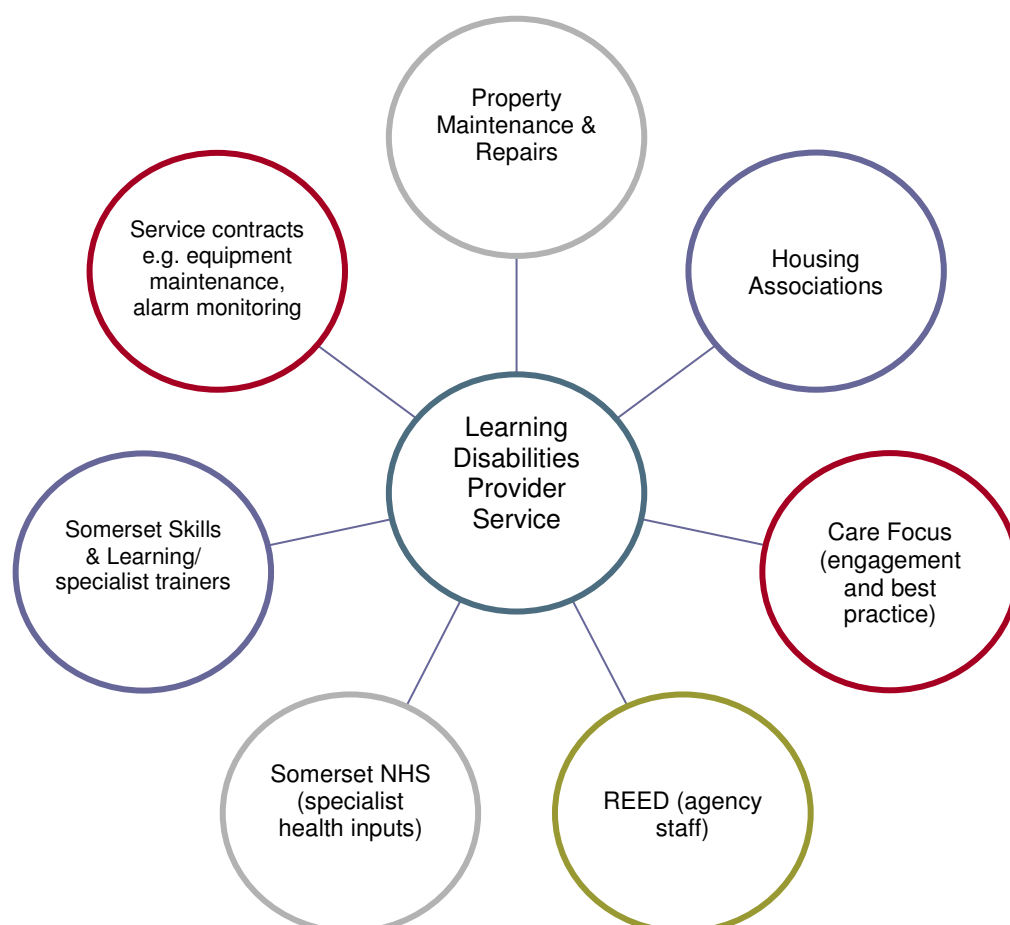 Property
Maintenance &
Repairs
Service contracts
e.g. equipment
maintenance,
alarm monitoring
Housing
Associations
Learning
Disabilities
Provider
Service
Somerset Skills
& Learning/
specialist trainers
Care Focus
(engagement
and best
practice)
Somerset NHS
(specialist
health inputs)
REED (agency
staff)